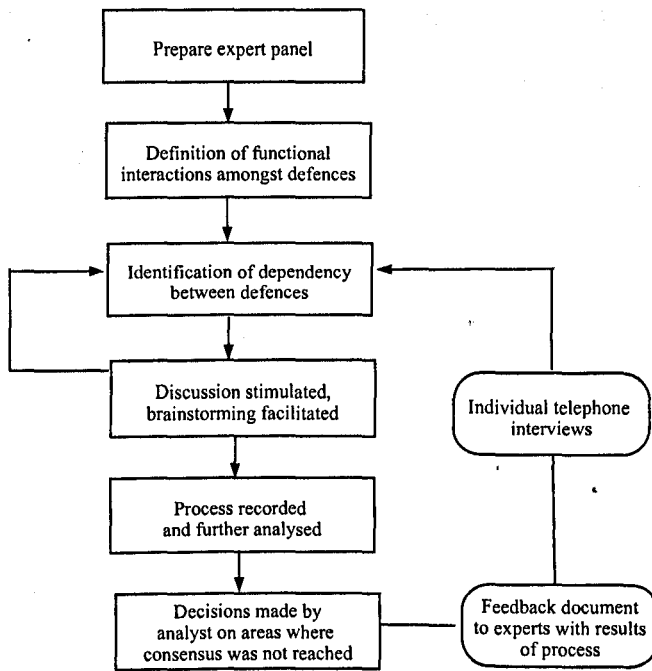 Prepare expert panel
Definition of functional
interactions amongst defences
Identification of dependency
between defences
Discussion stimulated,
brainstorming facilitated
Individual telephone
interviews
Process recorded
and further analysed
Decisions made by
analyst on areas where
consensus was not reached
Feedback document
to experts with results
of process